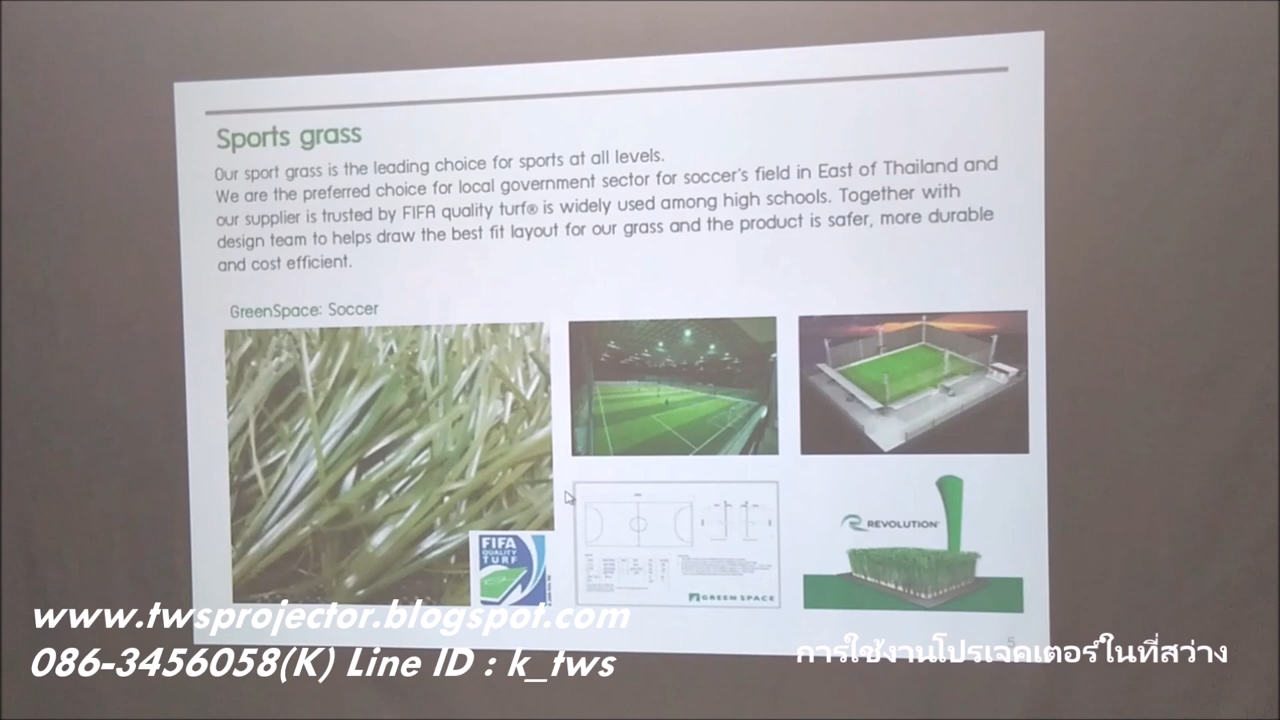 Sports grass
Our sport grass is the leading choice for sports at all levels.
We are the preferred choice for local government sector for soccer's field in East of Thailand and
our supplier is trusted by FIFA quality turf® is widely used among high schools. Together with
design team to helps draw the best fit layout for our grass and the product is safer, more durable
and cost efficient.
GreenSpace: Soccer
REVOLUTION
FIFA
QUALITY
TURF
GREEN SPACE
5
www.twsprojector.blogspot.com
086-3456058(K) Line ID : k_tws
การใช้งานโปรเจคเตอร์ในที่สว่าง